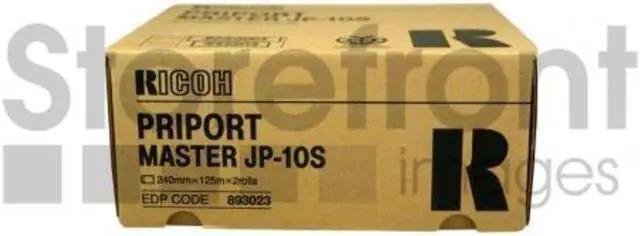 RICOH
PRIPORT
MASTER JP-10S
240mm×125m×2rolls
EDP CODE 893023
R
R
Storefront
images